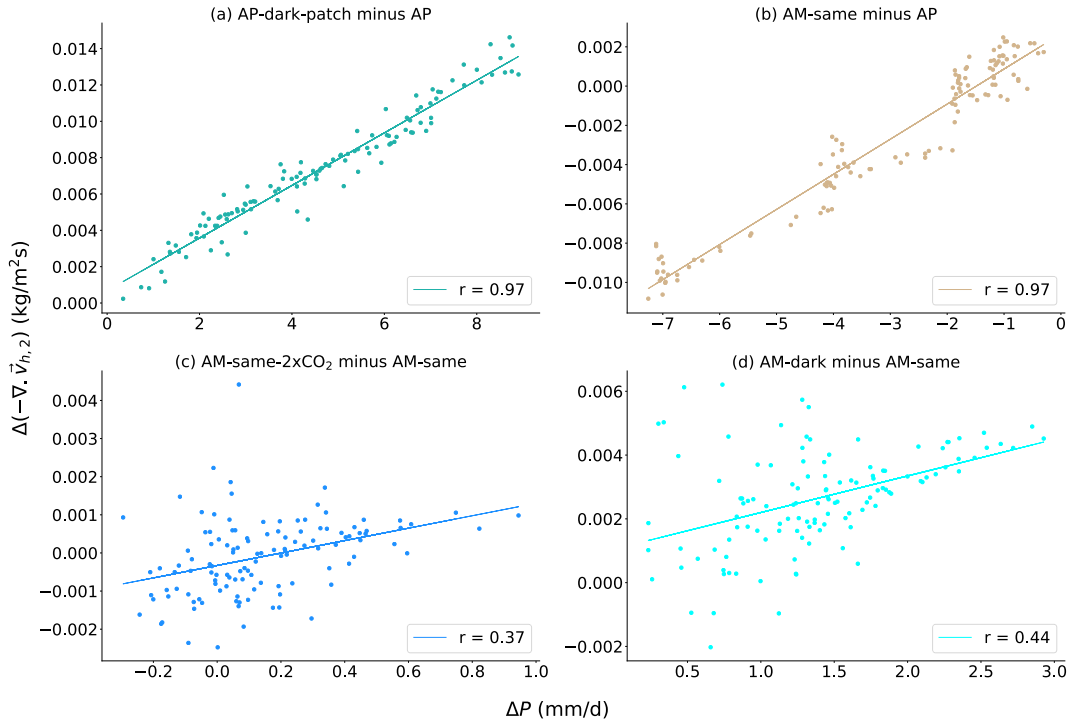 (a) AP-dark-patch minus AP
0.014
0.012
0.010
0.008
0.006
0.004
0.002
0.000
0 2 4 6 8
r = 0.97
(b) AM-same minus AP
0.002
0.000
−0.002
−0.004
−0.006
−0.008
−0.010
−7 −6 −5 −4 −3 −2 −1 0
r = 0.97
Δ(−∇. v⃗ₕ,₂) (kg/m²s)
(c) AM-same-2xCO₂ minus AM-same
0.004
0.003
0.002
0.001
0.000
−0.001
−0.002
−0.2 0.0 0.2 0.4 0.6 0.8 1.0
r = 0.37
(d) AM-dark minus AM-same
0.006
0.004
0.002
0.000
−0.002
0.5 1.0 1.5 2.0 2.5 3.0
r = 0.44
ΔP (mm/d)